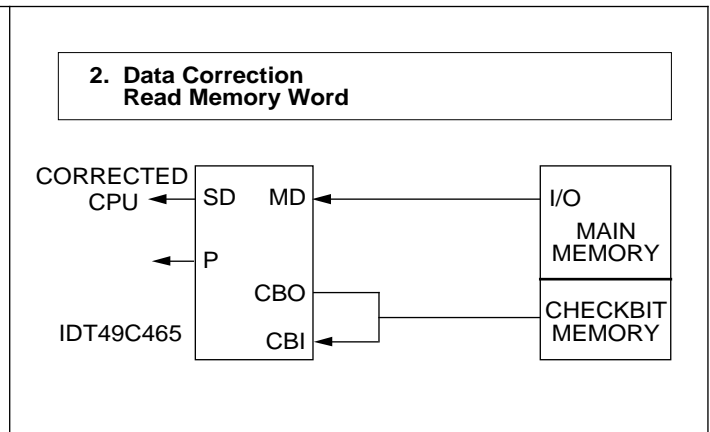 2. Data Correction
Read Memory Word
CORRECTED
CPU
SD
MD
I/O
MAIN
MEMORY
P
CBO
CHECKBIT
MEMORY
IDT49C465
CBI